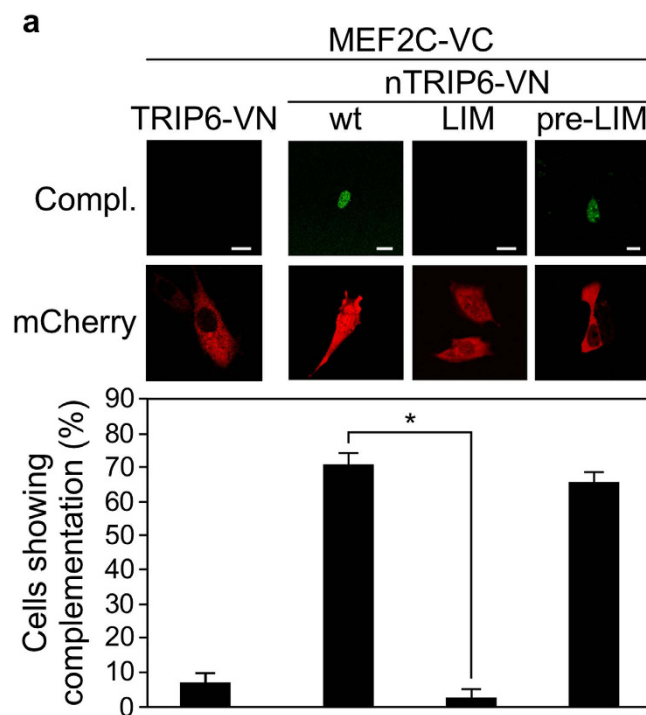 a
MEF2C-VC
nTRIP6-VN
TRIP6-VN wt LIM pre-LIM
Compl.
mCherry
Cells showing
complementation (%)
90
80
70
60
50
40
30
20
10
0
*